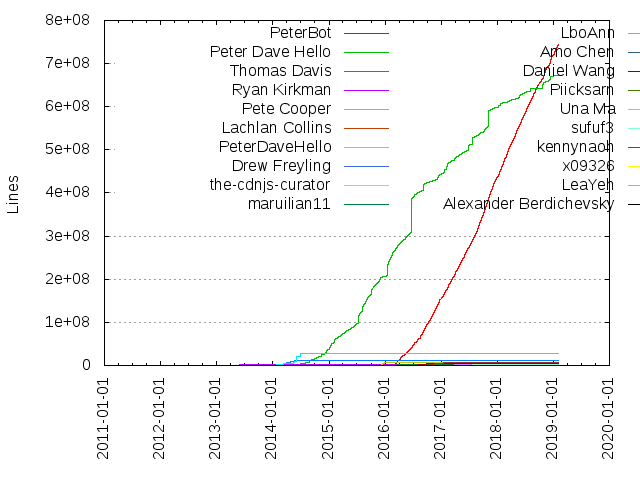 8e+08
7e+08
6e+08
5e+08
4e+08
3e+08
2e+08
1e+08
0
Lines
PeterBot
Peter Dave Hello
Thomas Davis
Ryan Kirkman
Pete Cooper
Lachlan Collins
PeterDaveHello
Drew Freyling
the-cdnjs-curator
maruilian11
LboAnn
Amo Chen
Daniel Wang
Piicksarn
Una Ma
sufuf3
kennynaoh
x09326
LeaYeh
Alexander Berdichevsky
2011-01-01
2012-01-01
2013-01-01
2014-01-01
2015-01-01
2016-01-01
2017-01-01
2018-01-01
2019-01-01
2020-01-01